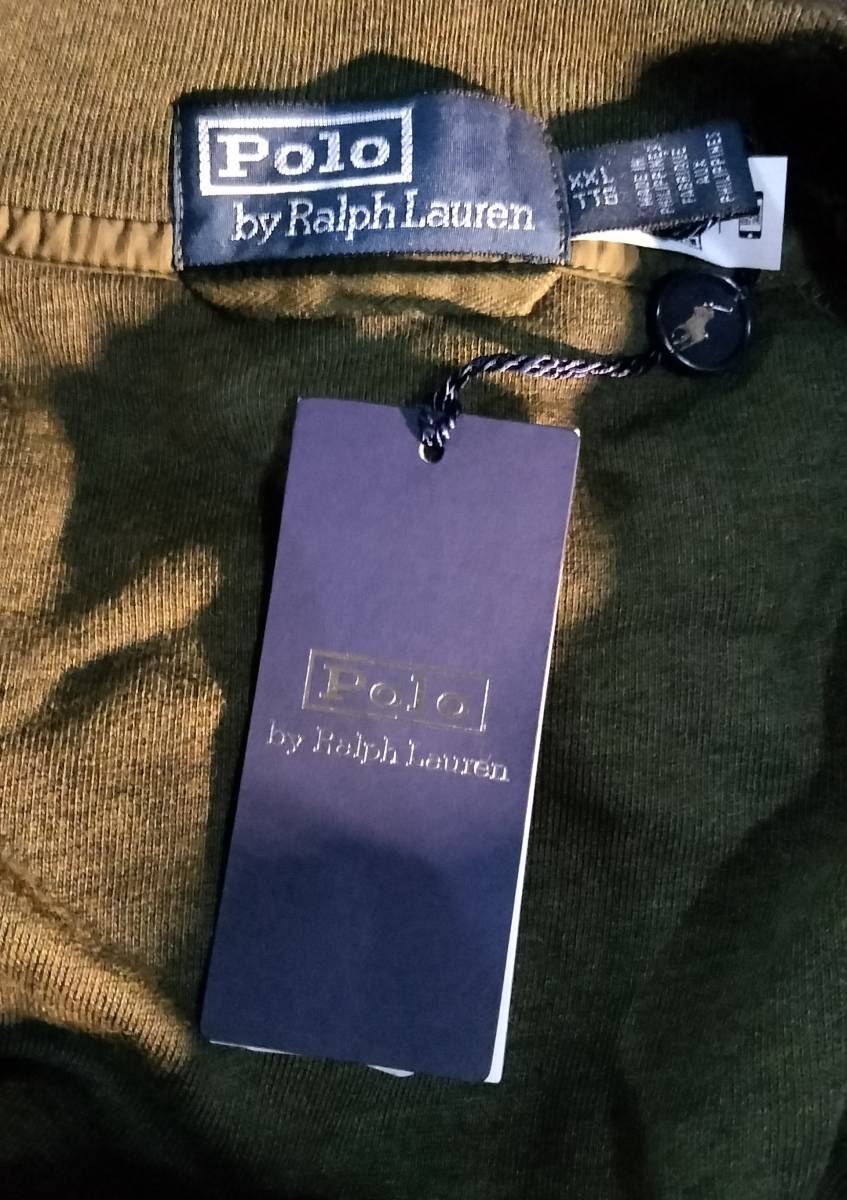 Polo
by Ralph Lauren
XXL
TTG
MADE IN
PHILIPPINES
FABRIQUÉ
AUX
PHILIPPINES
Polo
by Ralph Lauren